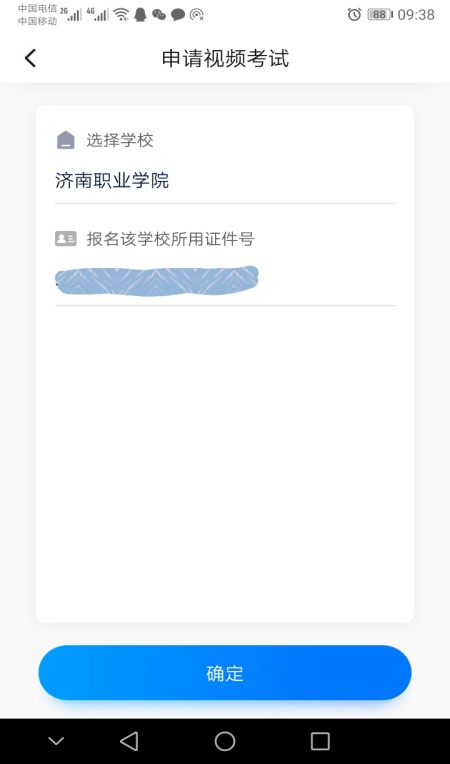 中国电信 2G 4G 88 09:38
中国移动
申请视频考试
选择学校
济南职业学院
报名该学校所用证件号
确定